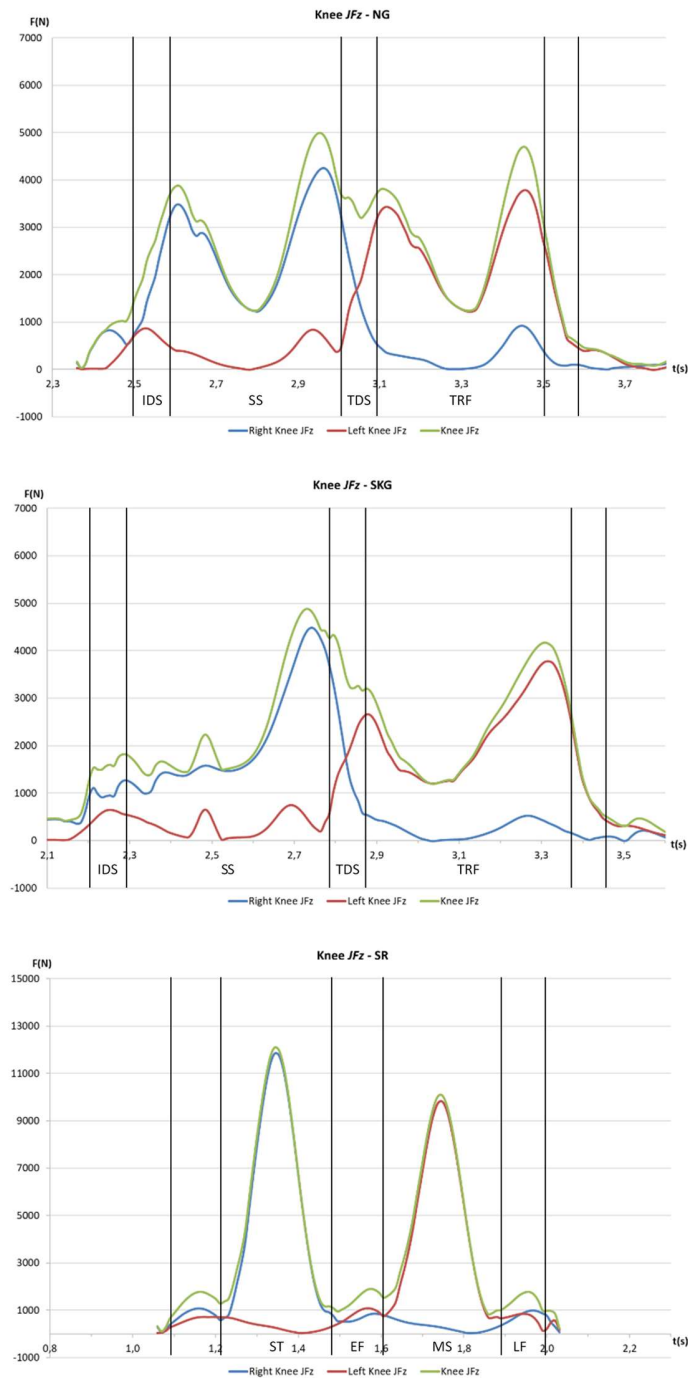 Knee JFz - NG
F(N)
7000
6000
5000
4000
3000
2000
1000
0
-1000
2,3 2,5 2,7 2,9 3,1 3,3 3,5 3,7 t(s)
IDS SS TDS TRF
Right Knee JFz Left Knee JFz Knee JFz
Knee JFz - SKG
F(N)
7000
6000
5000
4000
3000
2000
1000
0
-1000
2,1 2,3 2,5 2,7 2,9 3,1 3,3 3,5 t(s)
IDS SS TDS TRF
Right Knee JFz Left Knee JFz Knee JFz
Knee JFz - SR
F(N)
15000
13000
11000
9000
7000
5000
3000
1000
-1000
0,8 1,0 1,2 1,4 1,6 1,8 2,0 2,2 t(s)
ST EF MS LF
Right Knee JFz Left Knee JFz Knee JFz